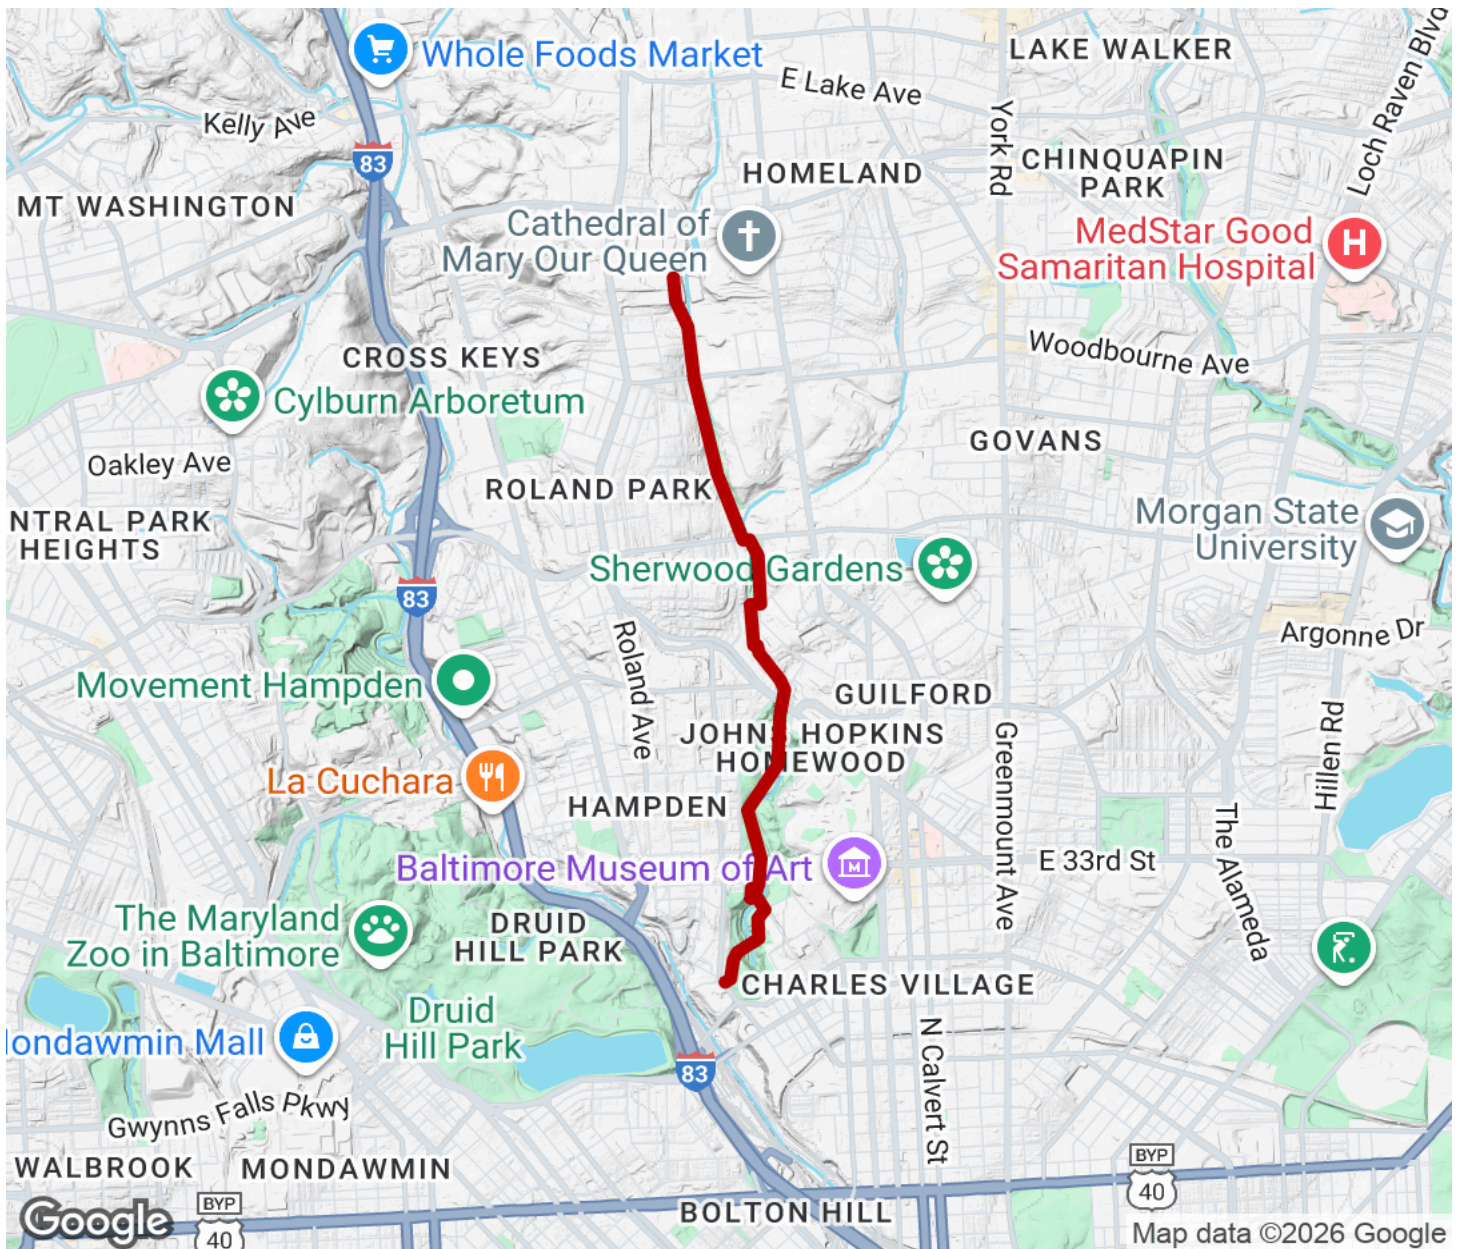 Whole Foods Market
LAKE WALKER
E Lake Ave
Loch Raven Blvd
Kelly Ave
York Rd
83
CHINQUAPIN
PARK
HOMELAND
MT WASHINGTON
Cathedral of
Mary Our Queen
MedStar Good
Samaritan Hospital
H
CROSS KEYS
Woodbourne Ave
Cylburn Arboretum
GOVANS
Oakley Ave
ROLAND PARK
NTRAL PARK
HEIGHTS
Morgan State
University
Sherwood Gardens
83
Argonne Dr
Roland Ave
Movement Hampden
GUILFORD
JOHNS HOPKINS
HOMEWOOD
Greenmount Ave
Hillen Rd
La Cuchara
HAMPDEN
The Alameda
Baltimore Museum of Art
M
E 33rd St
The Maryland
Zoo in Baltimore
DRUID
HILL PARK
CHARLES VILLAGE
Druid
Hill Park
ondawmin Mall
N Calvert St
83
Gwynns Falls Pkwy
WALBROOK
MONDAWMIN
BYP
40
BYP
40
BOLTON HILL
Google
Map data ©2026 Google